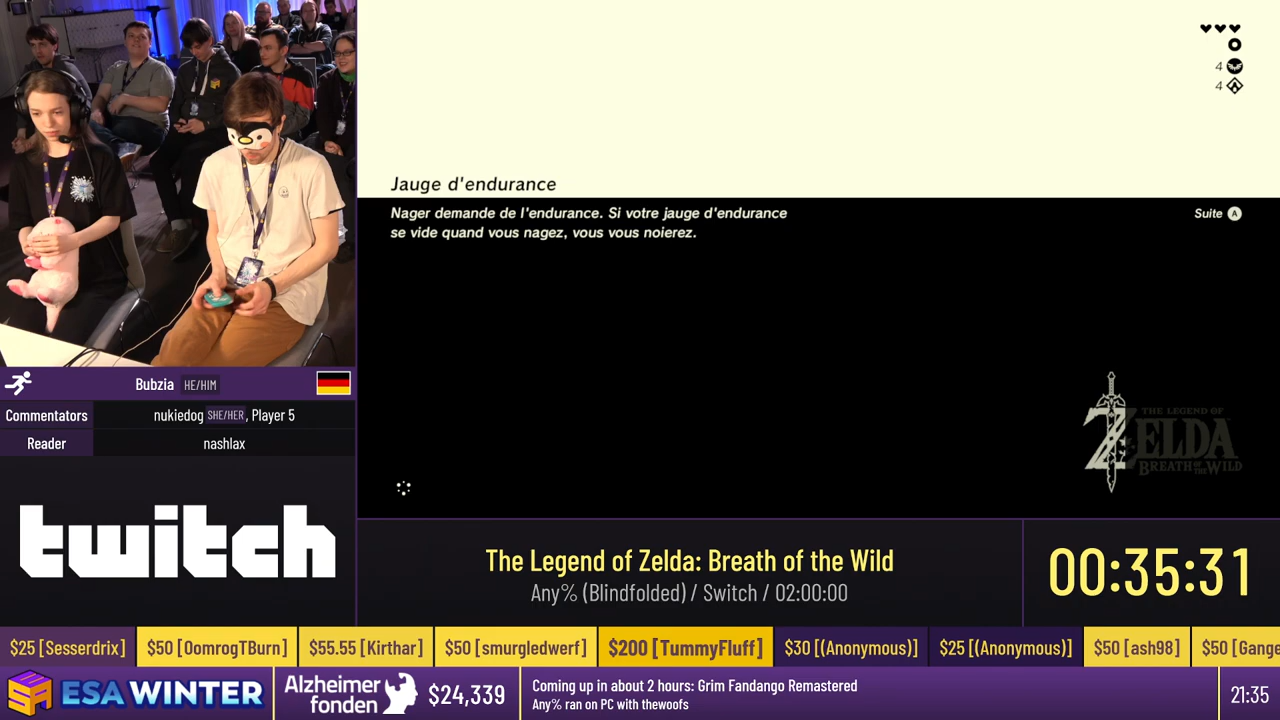 4
4
Jauge d'endurance
Nager demande de l'endurance. Si votre jauge d'endurance
se vide quand vous nagez, vous vous noierez.
Suite A
THE LEGEND OF
ZELDA
BREATH OF THE WILD
Bubzia HE/HIM
Commentators nukiedog SHE/HER, Player 5
Reader nashlax
twitch
The Legend of Zelda: Breath of the Wild
Any% (Blindfolded) / Switch / 02:00:00
00:35:31
$25 [Sesserdrix] $50 [OomrogTBurn] $55.55 [Kirthar] $50 [smurgledwerf] $200 [TummyFluff] $30 [(Anonymous)] $25 [(Anonymous)] $50 [ash98] $50 [Gange
ESA WINTER
Alzheimer
fonden
$24,339
Coming up in about 2 hours: Grim Fandango Remastered
Any% ran on PC with thewoofs
21:35